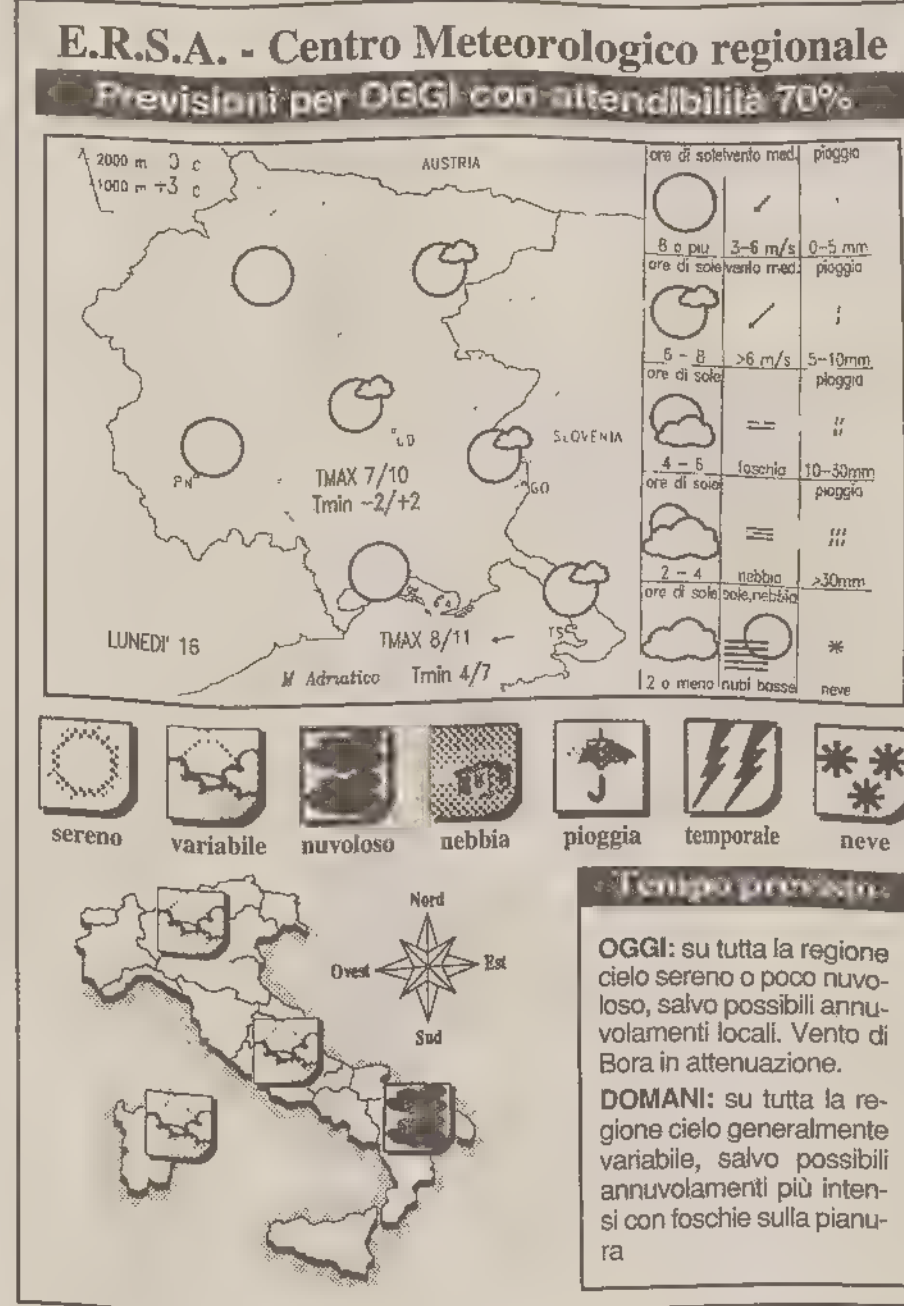 E.R.S.A. - Centro Meteorologico regionale
Previsioni per OGGI con attendibilità 70%
2000 m 0 c
1000 m +3 c
AUSTRIA
UD
SLOVENIA
PN
TMAX 7/10
Tmin -2/+2
GO
LUNEDI' 16
TMAX 8/11
TS
M Adriatico
Tmin 4/7
ore di sole vento med. pioggia
8 o piu 3-6 m/s 0-5 mm
ore di sole vento med. pioggia
6 - 8 >6 m/s 5-10mm
ore di sole pioggia
4 - 6 foschia 10-30mm
ore di sole pioggia
2 - 4 nebbia >30mm
ore di sole sole,nebbia
2 o meno nubi basse neve
sereno variabile nuvoloso nebbia pioggia temporale neve
Nord
Ovest Est
Sud
Tempo previsto
OGGI: su tutta la regione
cielo sereno o poco nuvo-
loso, salvo possibili annu-
volamenti locali. Vento di
Bora in attenuazione.
DOMANI: su tutta la re-
gione cielo generalmente
variabile, salvo possibili
annuvolamenti più inten-
si con foschie sulla pianu-
ra